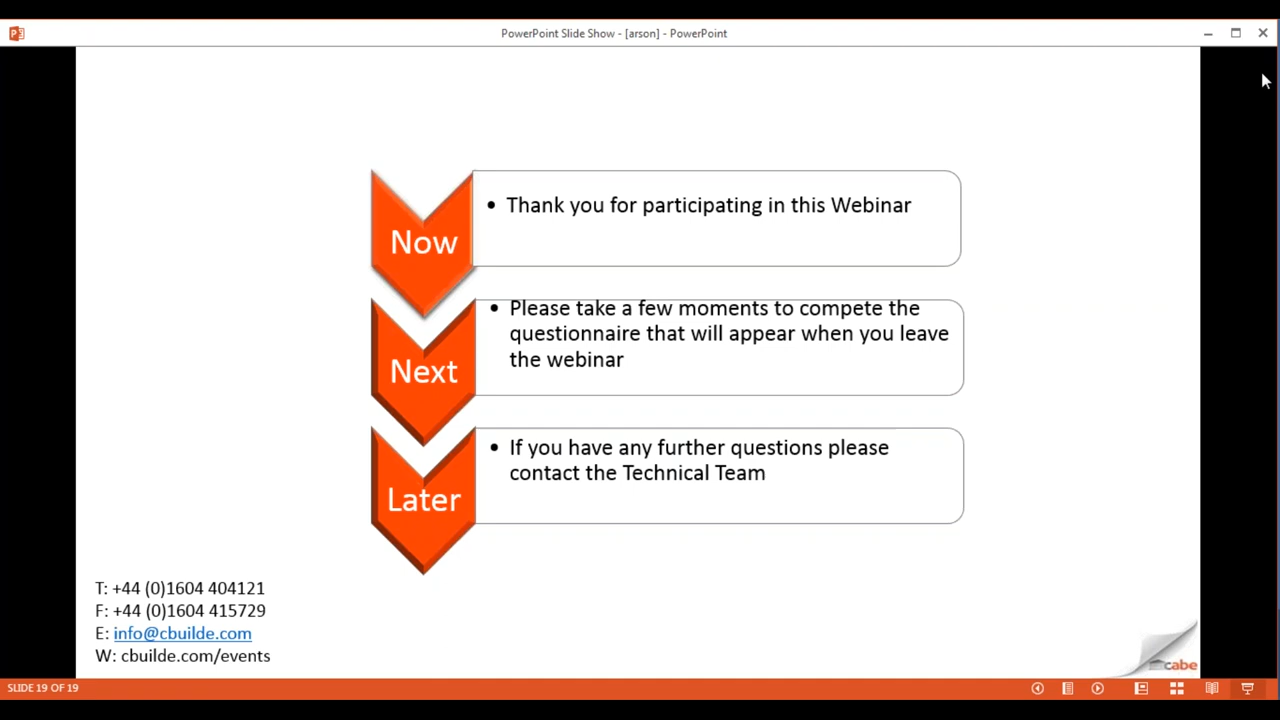 PowerPoint Slide Show - [arson] - PowerPoint
Now
• Thank you for participating in this Webinar
Next
• Please take a few moments to compete the
questionnaire that will appear when you leave
the webinar
Later
• If you have any further questions please
contact the Technical Team
T: +44 (0)1604 404121
F: +44 (0)1604 415729
E: info@cbuilde.com
W: cbuilde.com/events
cabe
SLIDE 19 OF 19